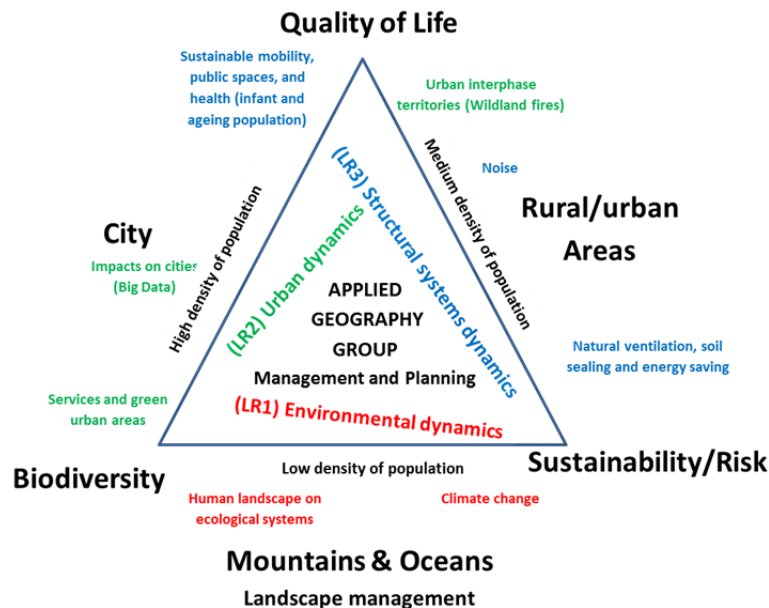 Quality of Life
Sustainable mobility,
public spaces, and
health (infant and
ageing population)
Urban interphase
territories (Wildland fires)
Medium density of population
Noise
(LR3) Structural systems dynamics
Rural/urban
Areas
City
High density of population
Impacts on cities
(Big Data)
(LR2) Urban dynamics
APPLIED
GEOGRAPHY
GROUP
Management and Planning
Natural ventilation, soil
sealing and energy saving
Services and green
urban areas
(LR1) Environmental dynamics
Biodiversity
Low density of population
Sustainability/Risk
Human landscape on
ecological systems
Climate change
Mountains & Oceans
Landscape management